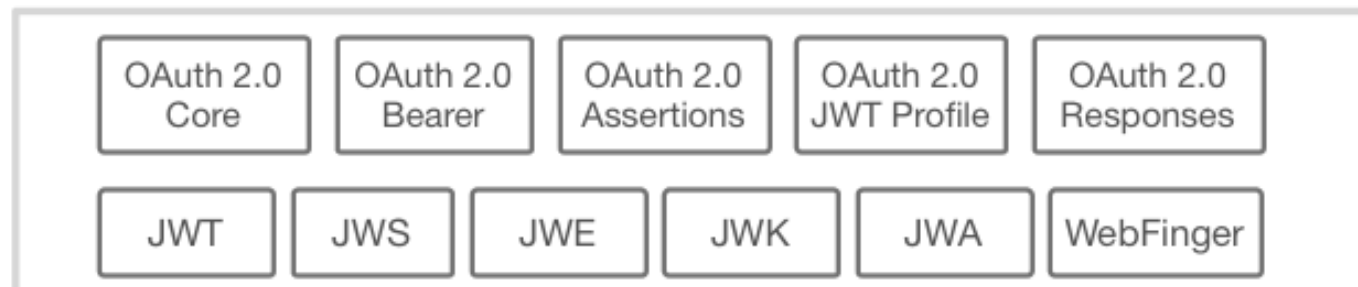 OAuth 2.0
Core
OAuth 2.0
Bearer
OAuth 2.0
Assertions
OAuth 2.0
JWT Profile
OAuth 2.0
Responses
JWT
JWS
JWE
JWK
JWA
WebFinger